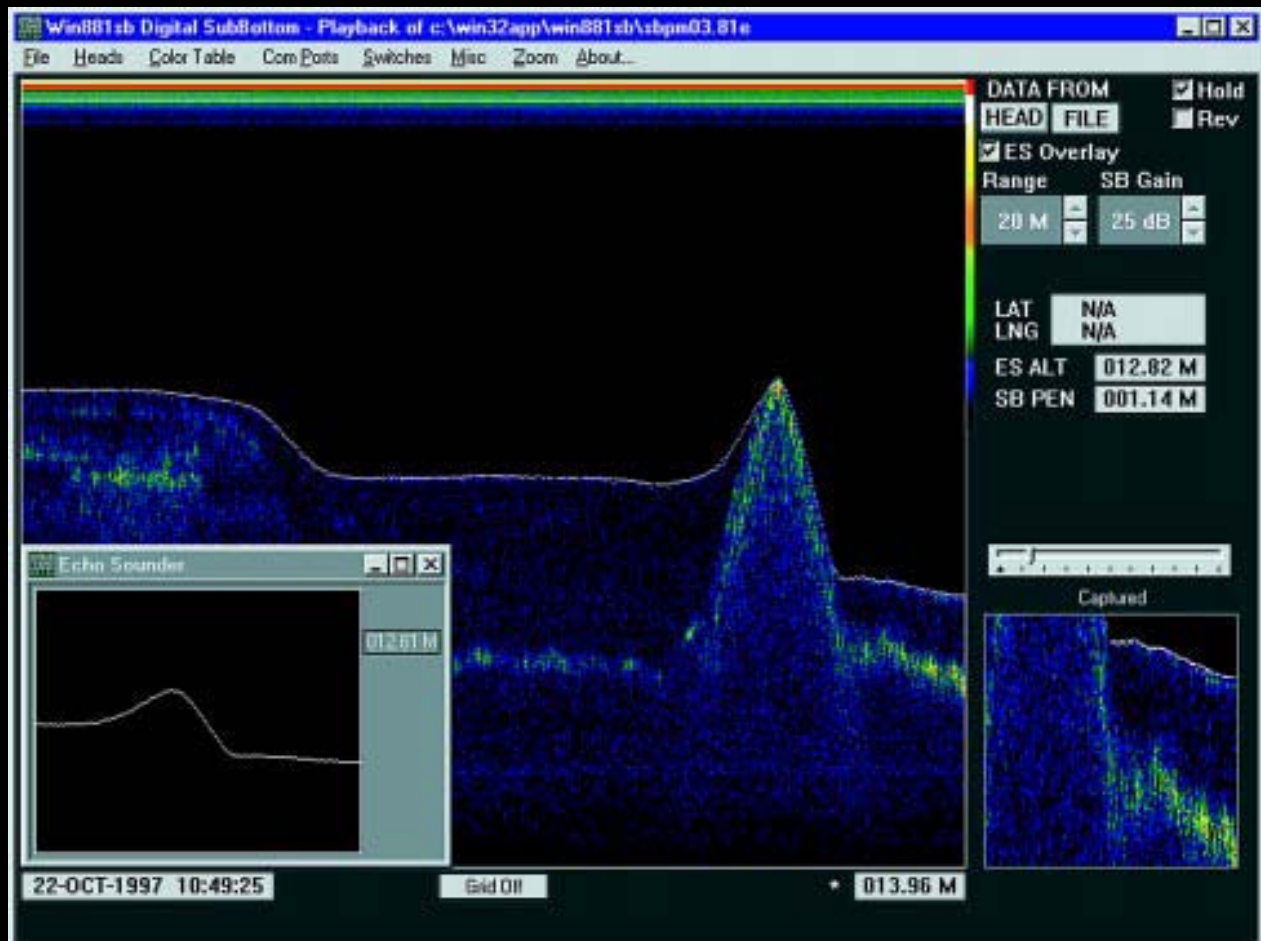 Win881sb Digital SubBottom - Playback of c:\win32app\win881sb\sbpm03.81e
File Heads Color Table Com Ports Switches Misc Zoom About...
DATA FROM Hold
HEAD FILE Rev
ES Overlay
Range SB Gain
20 M 25 dB
LAT N/A
LNG N/A
ES ALT 012.82 M
SB PEN 001.14 M
Captured
Echo Sounder
012.61 M
22-OCT-1997 10:49:25 Grid Off * 013.96 M